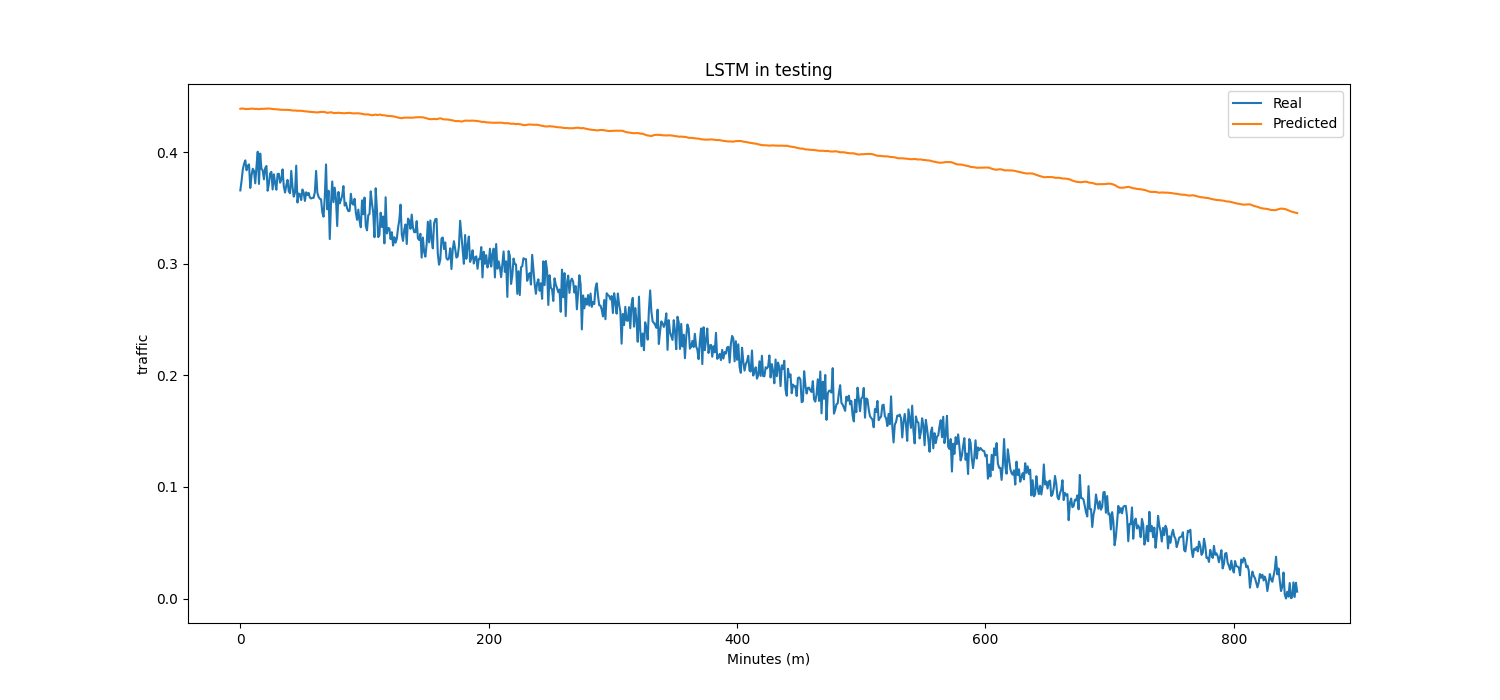 LSTM in testing
Real
Predicted
0.4
0.3
0.2
0.1
0.0
traffic
0 200 400 600 800
Minutes (m)